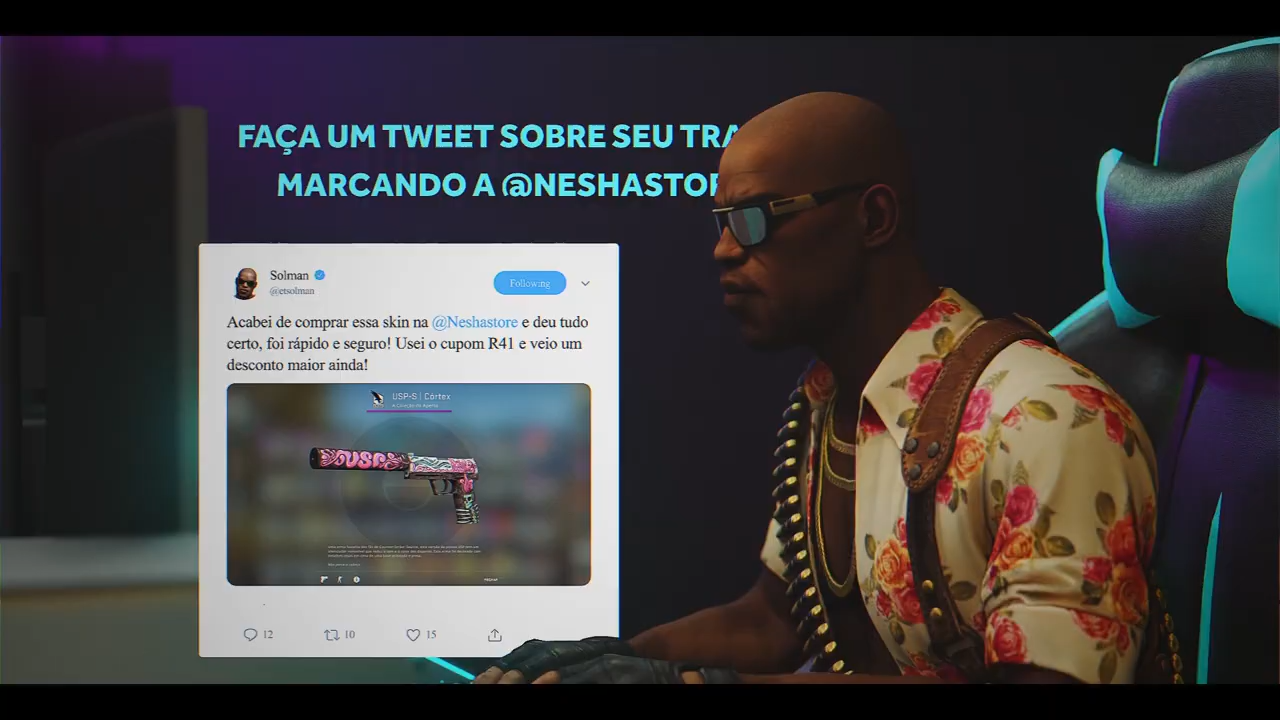 FAÇA UM TWEET SOBRE SEU TRA
MARCANDO A @NESHASTOR
Solman
@etsolman
Following
Acabei de comprar essa skin na @Neshastore e deu tudo
certo, foi rápido e seguro! Usei o cupom R41 e veio um
desconto maior ainda!
USP-S | Córtex
12
10
15